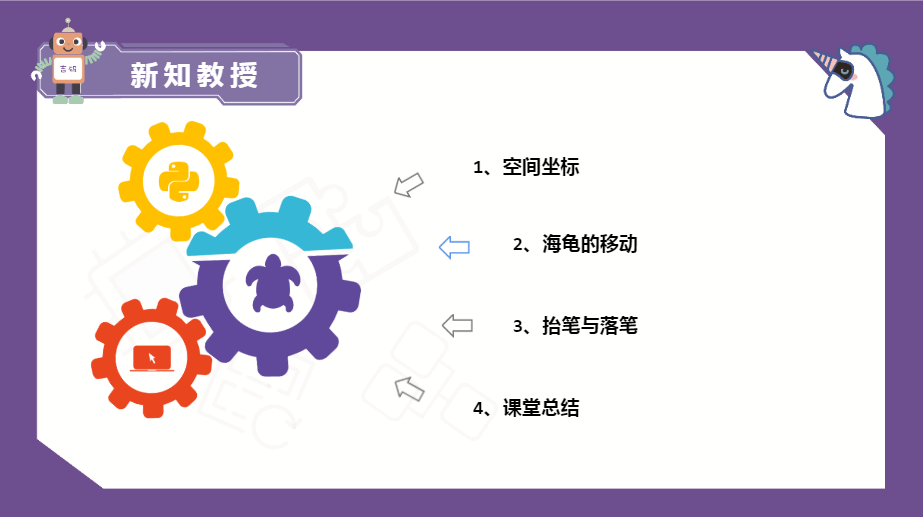 新知教授
1、空间坐标
2、海龟的移动
3、抬笔与落笔
4、课堂总结